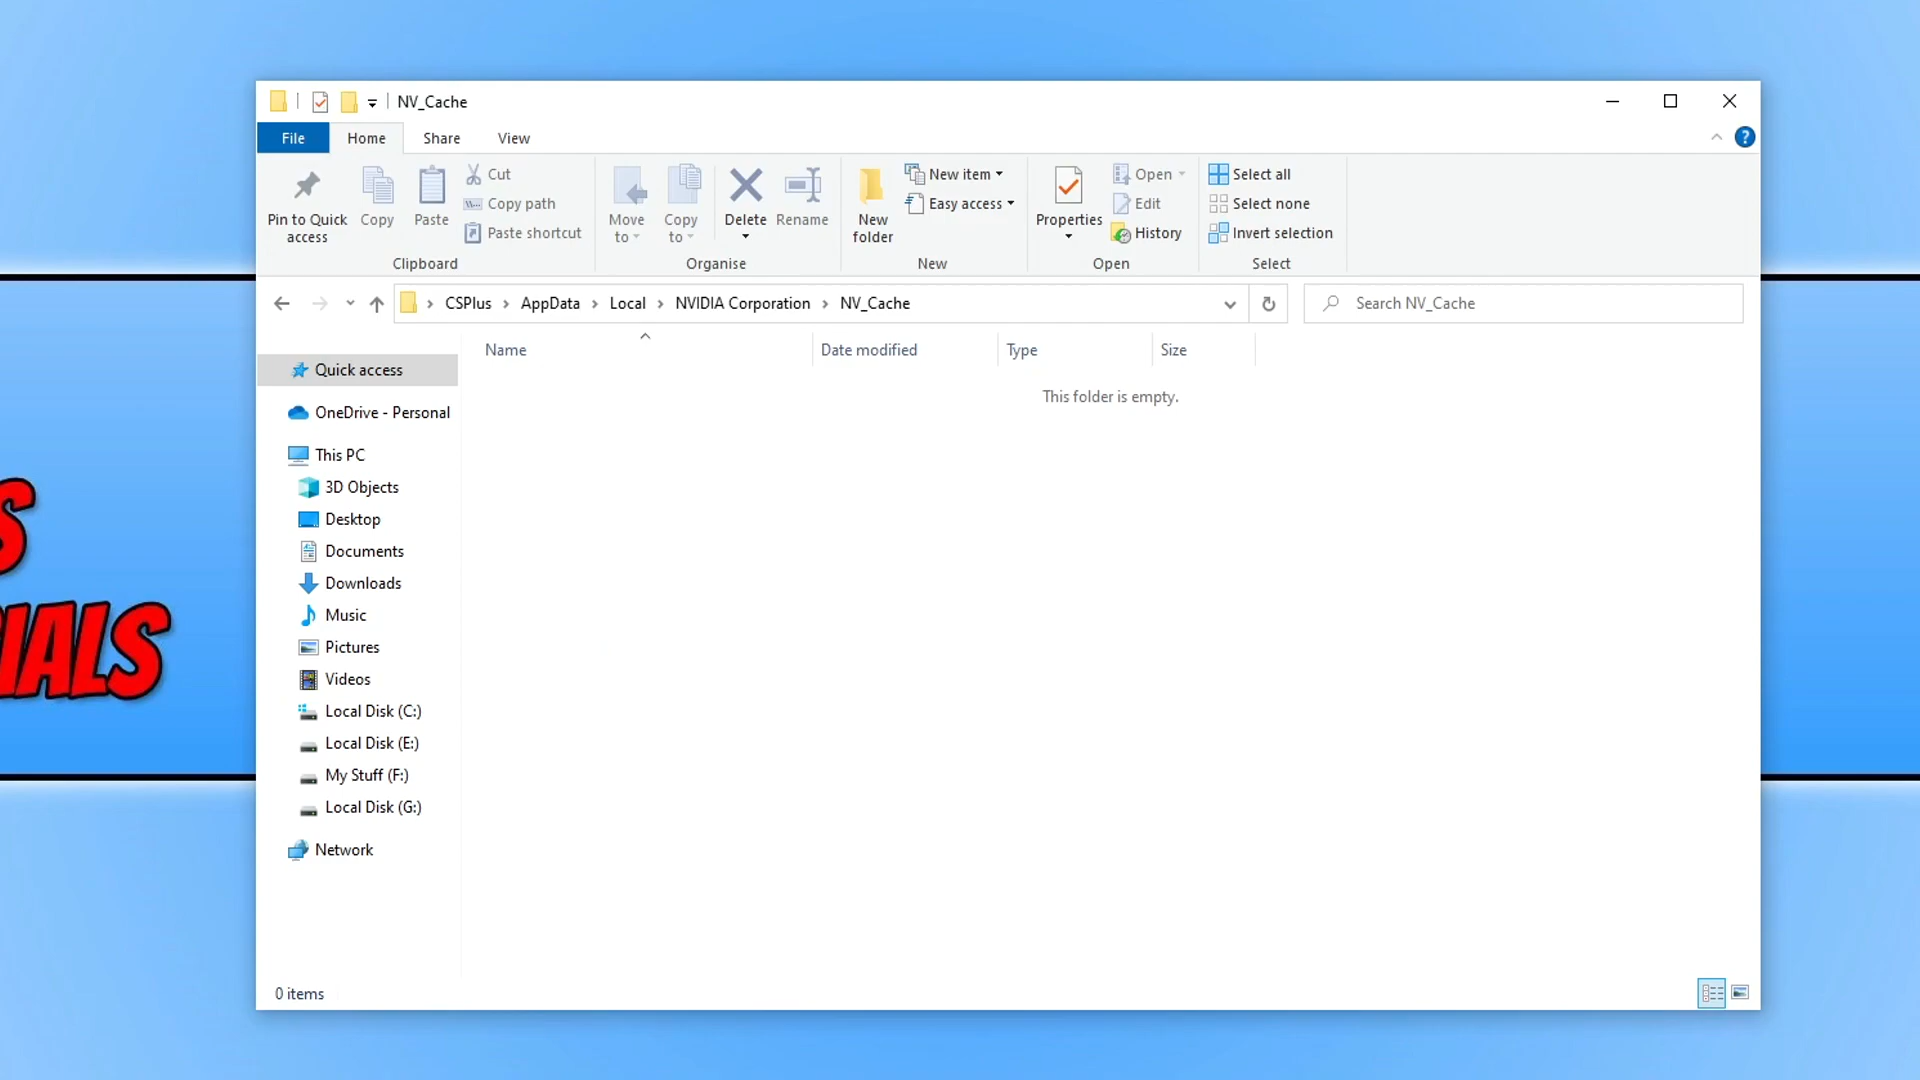 NV_Cache
File Home Share View
Pin to Quick access
Copy
Paste
Cut
Copy path
Paste shortcut
Clipboard
Move to
Copy to
Delete
Rename
Organise
New folder
New item
Easy access
New
Properties
Open
Edit
History
Open
Select all
Select none
Invert selection
Select
CSPlus AppData Local NVIDIA Corporation NV_Cache
Search NV_Cache
Name Date modified Type Size
This folder is empty.
Quick access
OneDrive - Personal
This PC
3D Objects
Desktop
Documents
Downloads
Music
Pictures
Videos
Local Disk (C:)
Local Disk (E:)
My Stuff (F:)
Local Disk (G:)
Network
0 items
S
IALS